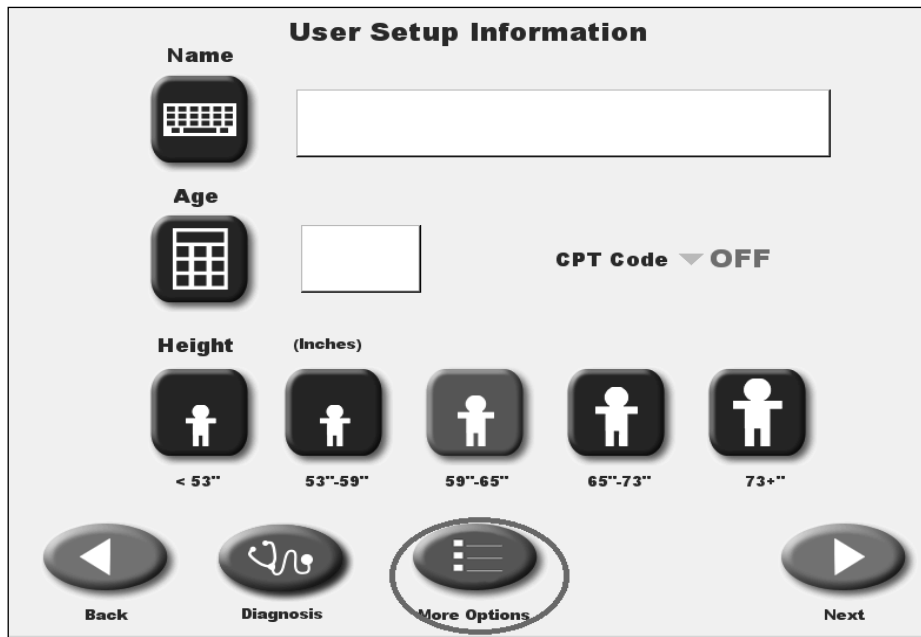 User Setup Information
Name
Age
CPT Code OFF
Height (Inches)
< 53"
53"-59"
59"-65"
65"-73"
73+"
Back
Diagnosis
More Options
Next